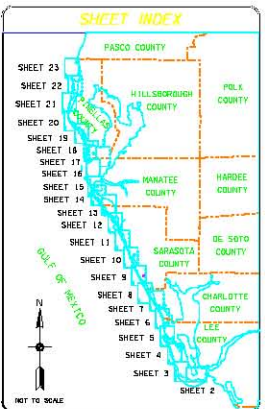 SHEET INDEX
PASCO COUNTY
SHEET 23
SHEET 22
SHEET 21
SHEET 20
SHEET 19
SHEET 18
SHEET 17
SHEET 16
SHEET 15
SHEET 14
SHEET 13
SHEET 12
SHEET 11
SHEET 10
SHEET 9
SHEET 8
SHEET 7
SHEET 6
SHEET 5
SHEET 4
SHEET 3
SHEET 2
PINELLAS
COUNTY
HILLSBOROUGH
COUNTY
POLK
COUNTY
MANATEE
COUNTY
HARDEE
COUNTY
SARASOTA
COUNTY
DE SOTO
COUNTY
CHARLOTTE
COUNTY
LEE
COUNTY
GULF OF MEXICO
N
NOT TO SCALE